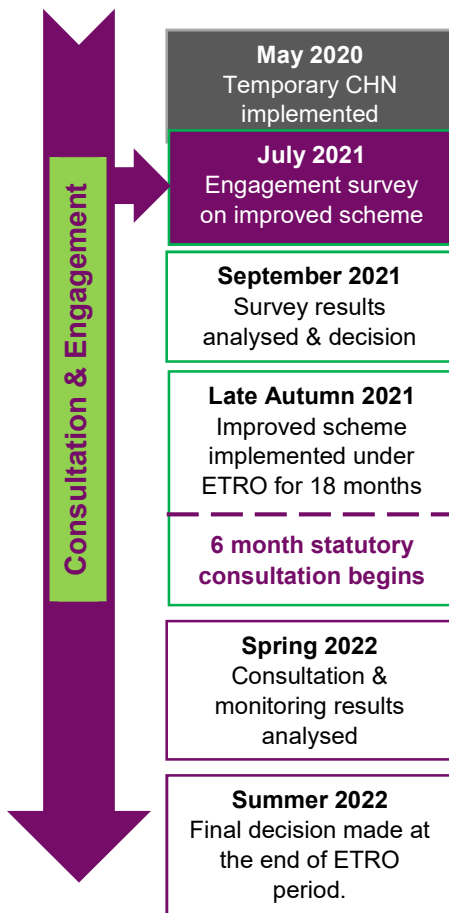 Consultation & Engagement
May 2020
Temporary CHN
implemented
July 2021
Engagement survey
on improved scheme
September 2021
Survey results
analysed & decision
Late Autumn 2021
Improved scheme
implemented under
ETRO for 18 months
6 month statutory
consultation begins
Spring 2022
Consultation &
monitoring results
analysed
Summer 2022
Final decision made at
the end of ETRO
period.